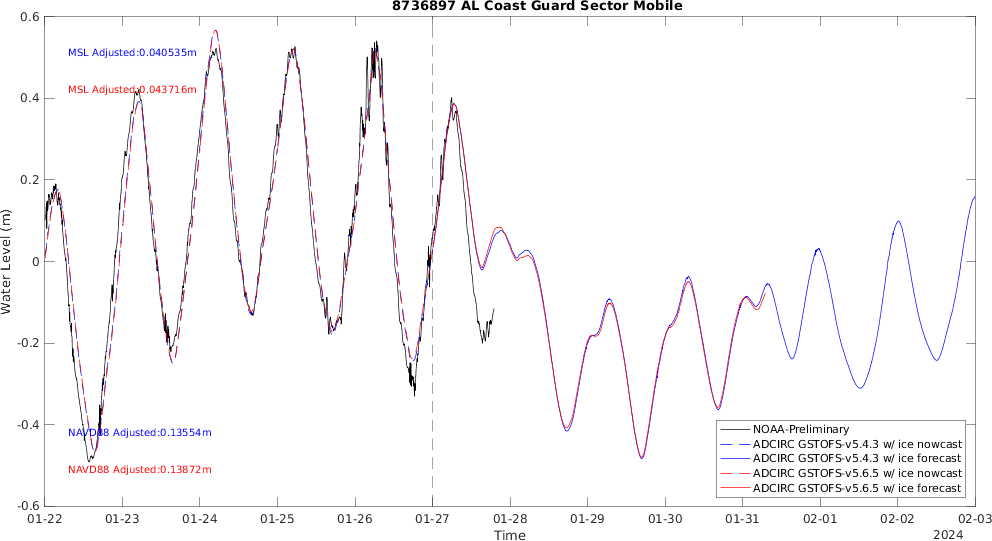 8736897 AL Coast Guard Sector Mobile
0.6
0.4
0.2
0
-0.2
-0.4
-0.6
Water Level (m)
MSL Adjusted:0.040535m
MSL Adjusted:0.043716m
NAVD88 Adjusted:0.13554m
NAVD88 Adjusted:0.13872m
NOAA-Preliminary
ADCIRC GSTOFS-v5.4.3 w/ ice nowcast
ADCIRC GSTOFS-v5.4.3 w/ ice forecast
ADCIRC GSTOFS-v5.6.5 w/ ice nowcast
ADCIRC GSTOFS-v5.6.5 w/ ice forecast
01-22 01-23 01-24 01-25 01-26 01-27 01-28 01-29 01-30 01-31 02-01 02-02 02-03
Time
2024